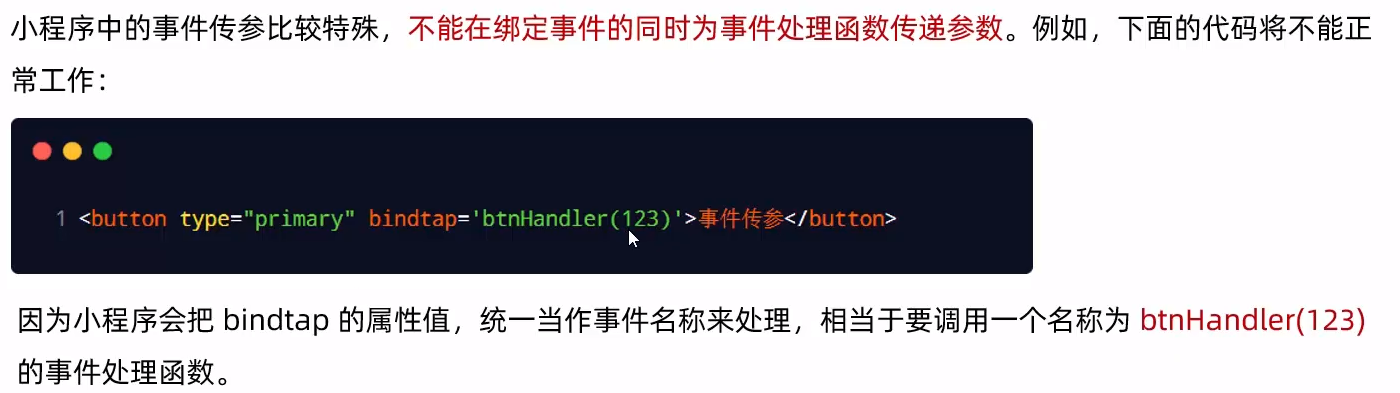 小程序中的事件传参比较特殊，不能在绑定事件的同时为事件处理函数传递参数。例如，下面的代码将不能正
常工作：
1 <button type="primary" bindtap='btnHandler(123)'>事件传参</button>
因为小程序会把 bindtap 的属性值，统一当作事件名称来处理，相当于要调用一个名称为 btnHandler(123)
的事件处理函数。